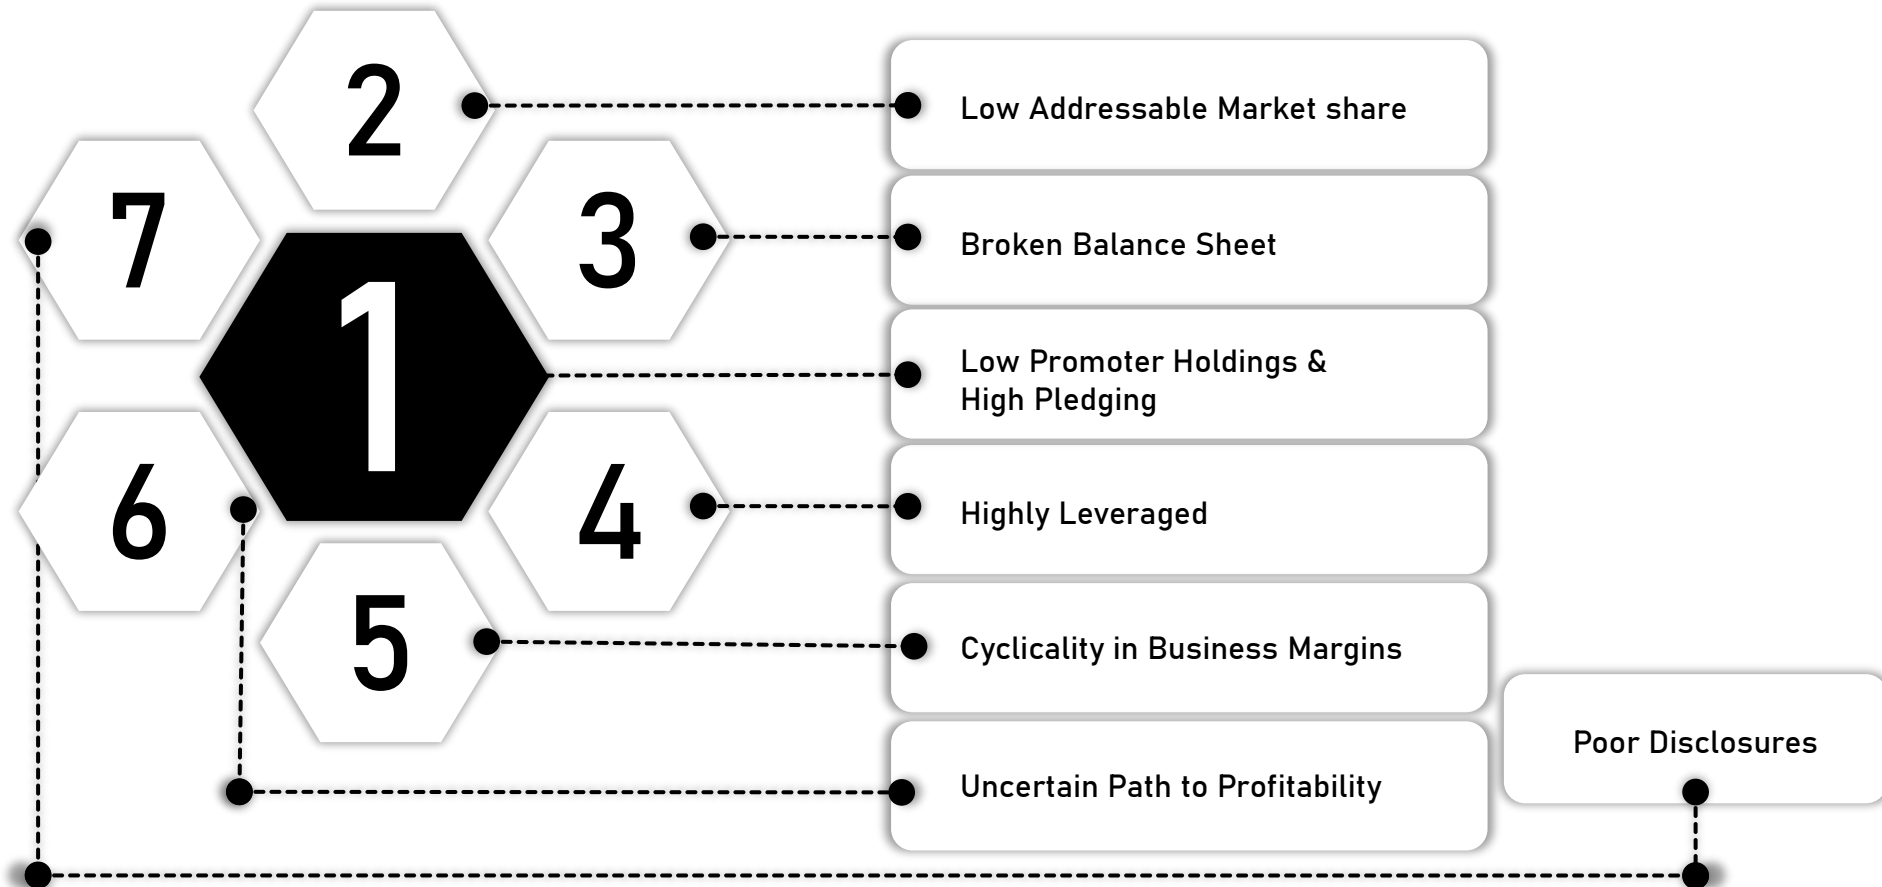 2
7
3
1
6
4
5
Low Addressable Market share
Broken Balance Sheet
Low Promoter Holdings &
High Pledging
Highly Leveraged
Cyclicality in Business Margins
Uncertain Path to Profitability
Poor Disclosures